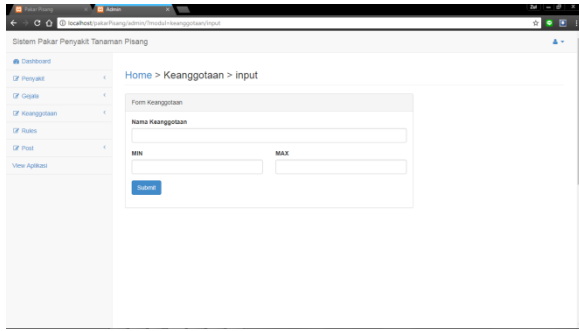 Pakar Pisang
Admin
localhost/pakarPisang/admin/?modul=keanggotaan/input
Sistem Pakar Penyakit Tanaman Pisang
Dashboard
Penyakit
Gejala
Keanggotaan
Rules
Post
View Aplikasi
Home > Keanggotaan > input
Form Keanggotaan
Nama Keanggotaan
MIN MAX
Submit